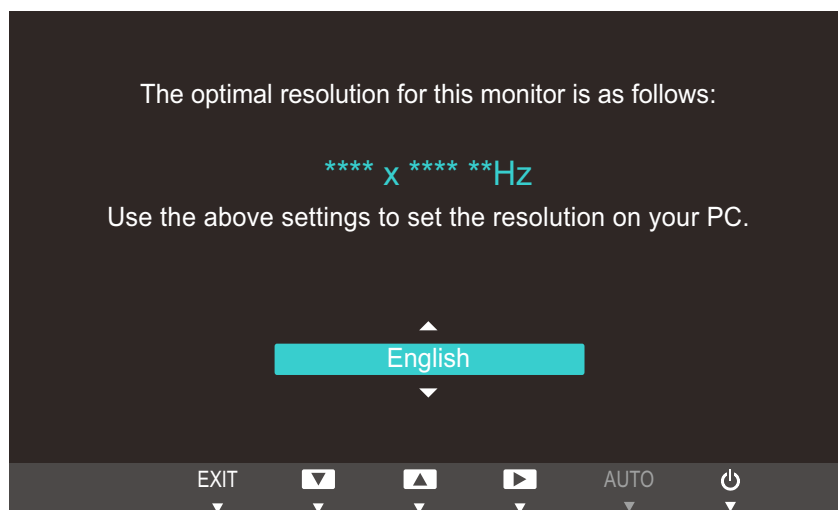 The optimal resolution for this monitor is as follows:
**** x **** **Hz
Use the above settings to set the resolution on your PC.
English
EXIT AUTO